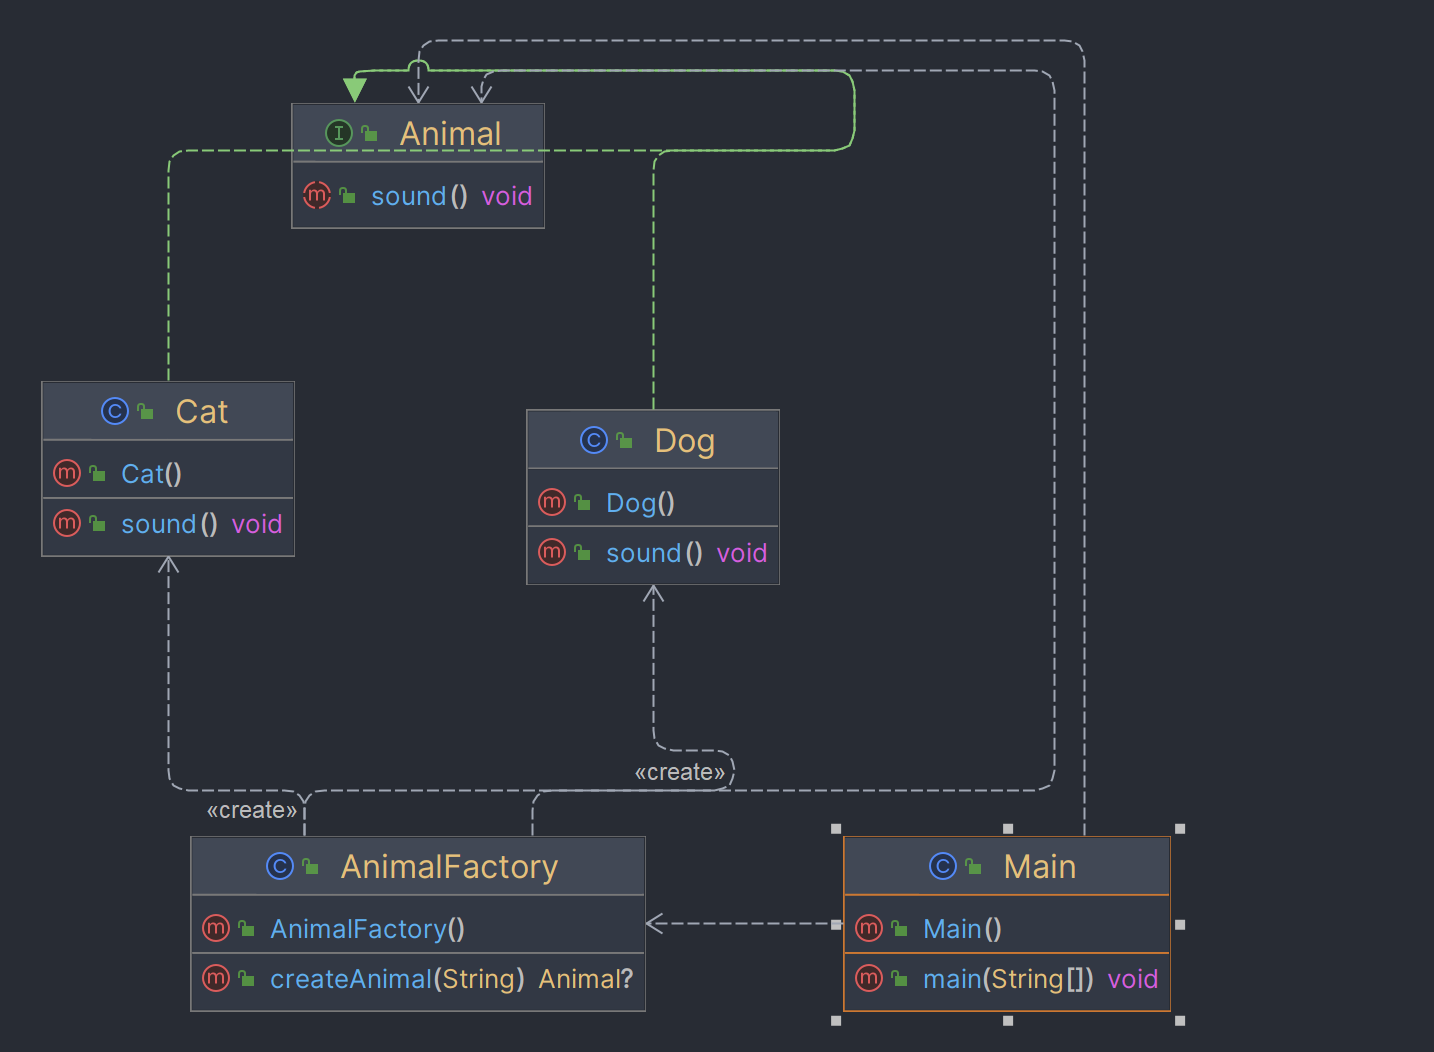 I Animal
m sound() void
C Cat
m Cat()
m sound() void
C Dog
m Dog()
m sound() void
«create»
«create»
C AnimalFactory
m AnimalFactory()
m createAnimal(String) Animal?
C Main
m Main()
m main(String[]) void